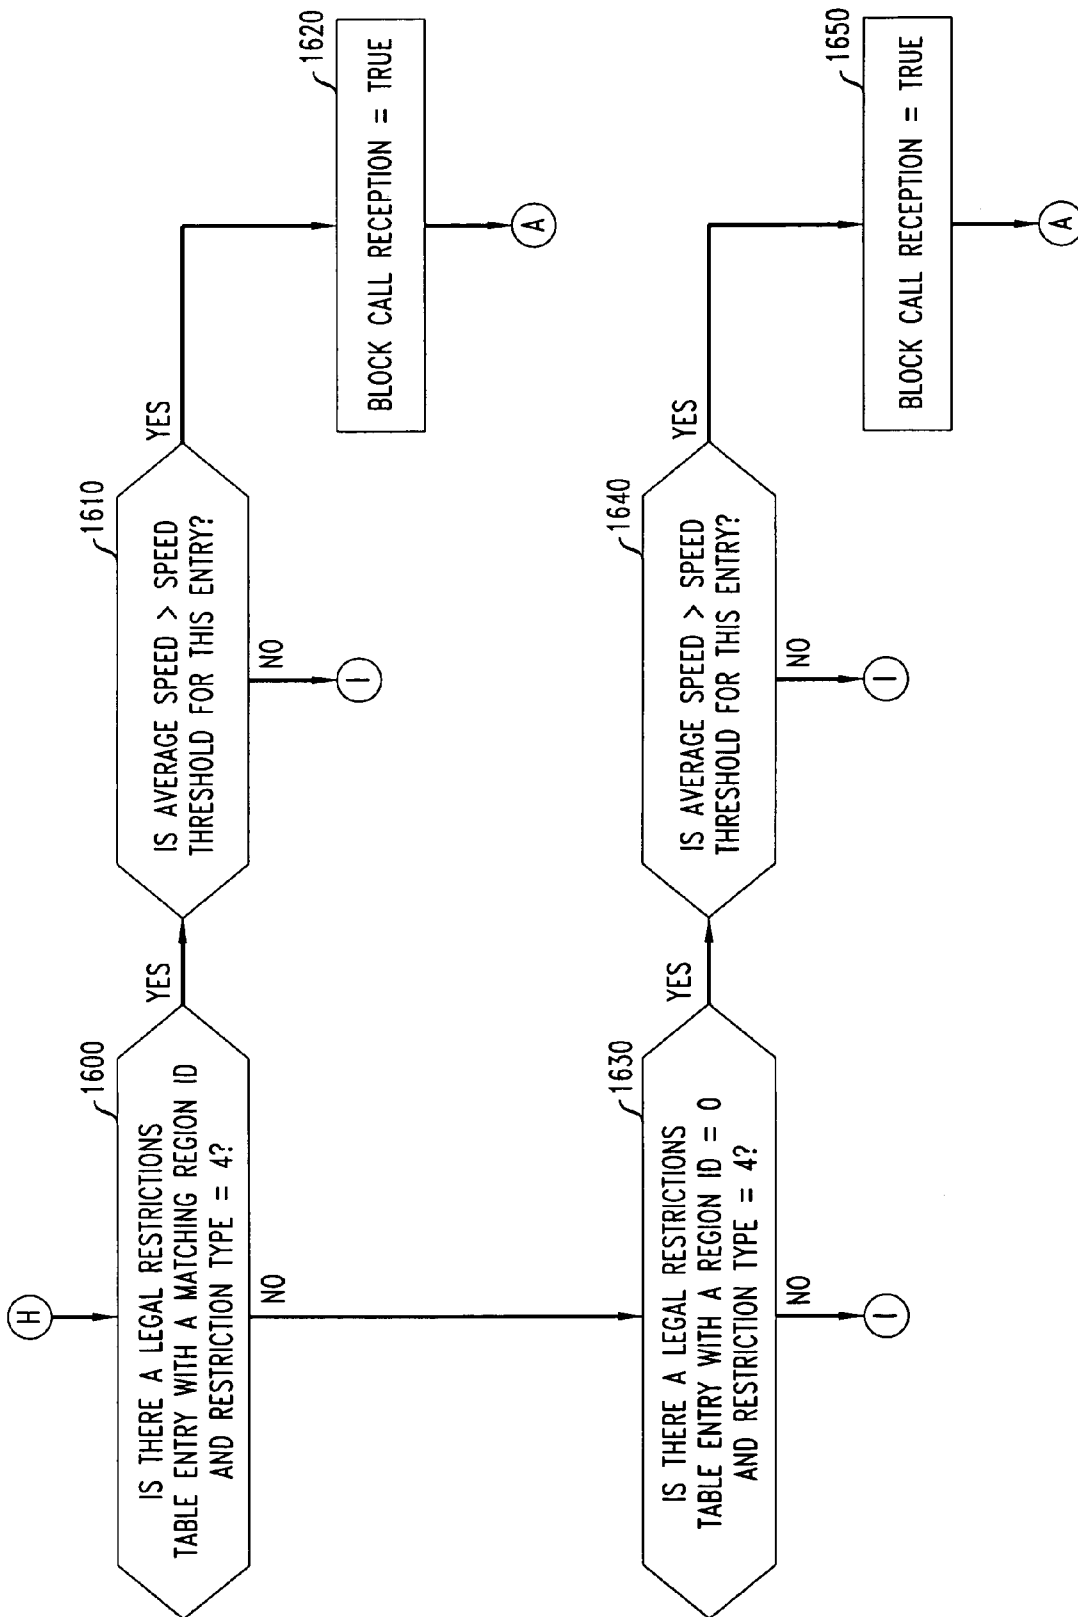 H
1600
IS THERE A LEGAL RESTRICTIONS
TABLE ENTRY WITH A MATCHING REGION ID
AND RESTRICTION TYPE = 4?
YES
NO
1610
IS AVERAGE SPEED > SPEED
THRESHOLD FOR THIS ENTRY?
YES
NO
I
1620
BLOCK CALL RECEPTION = TRUE
A
1630
IS THERE A LEGAL RESTRICTIONS
TABLE ENTRY WITH A REGION ID = 0
AND RESTRICTION TYPE = 4?
YES
NO
I
1640
IS AVERAGE SPEED > SPEED
THRESHOLD FOR THIS ENTRY?
YES
NO
I
1650
BLOCK CALL RECEPTION = TRUE
A